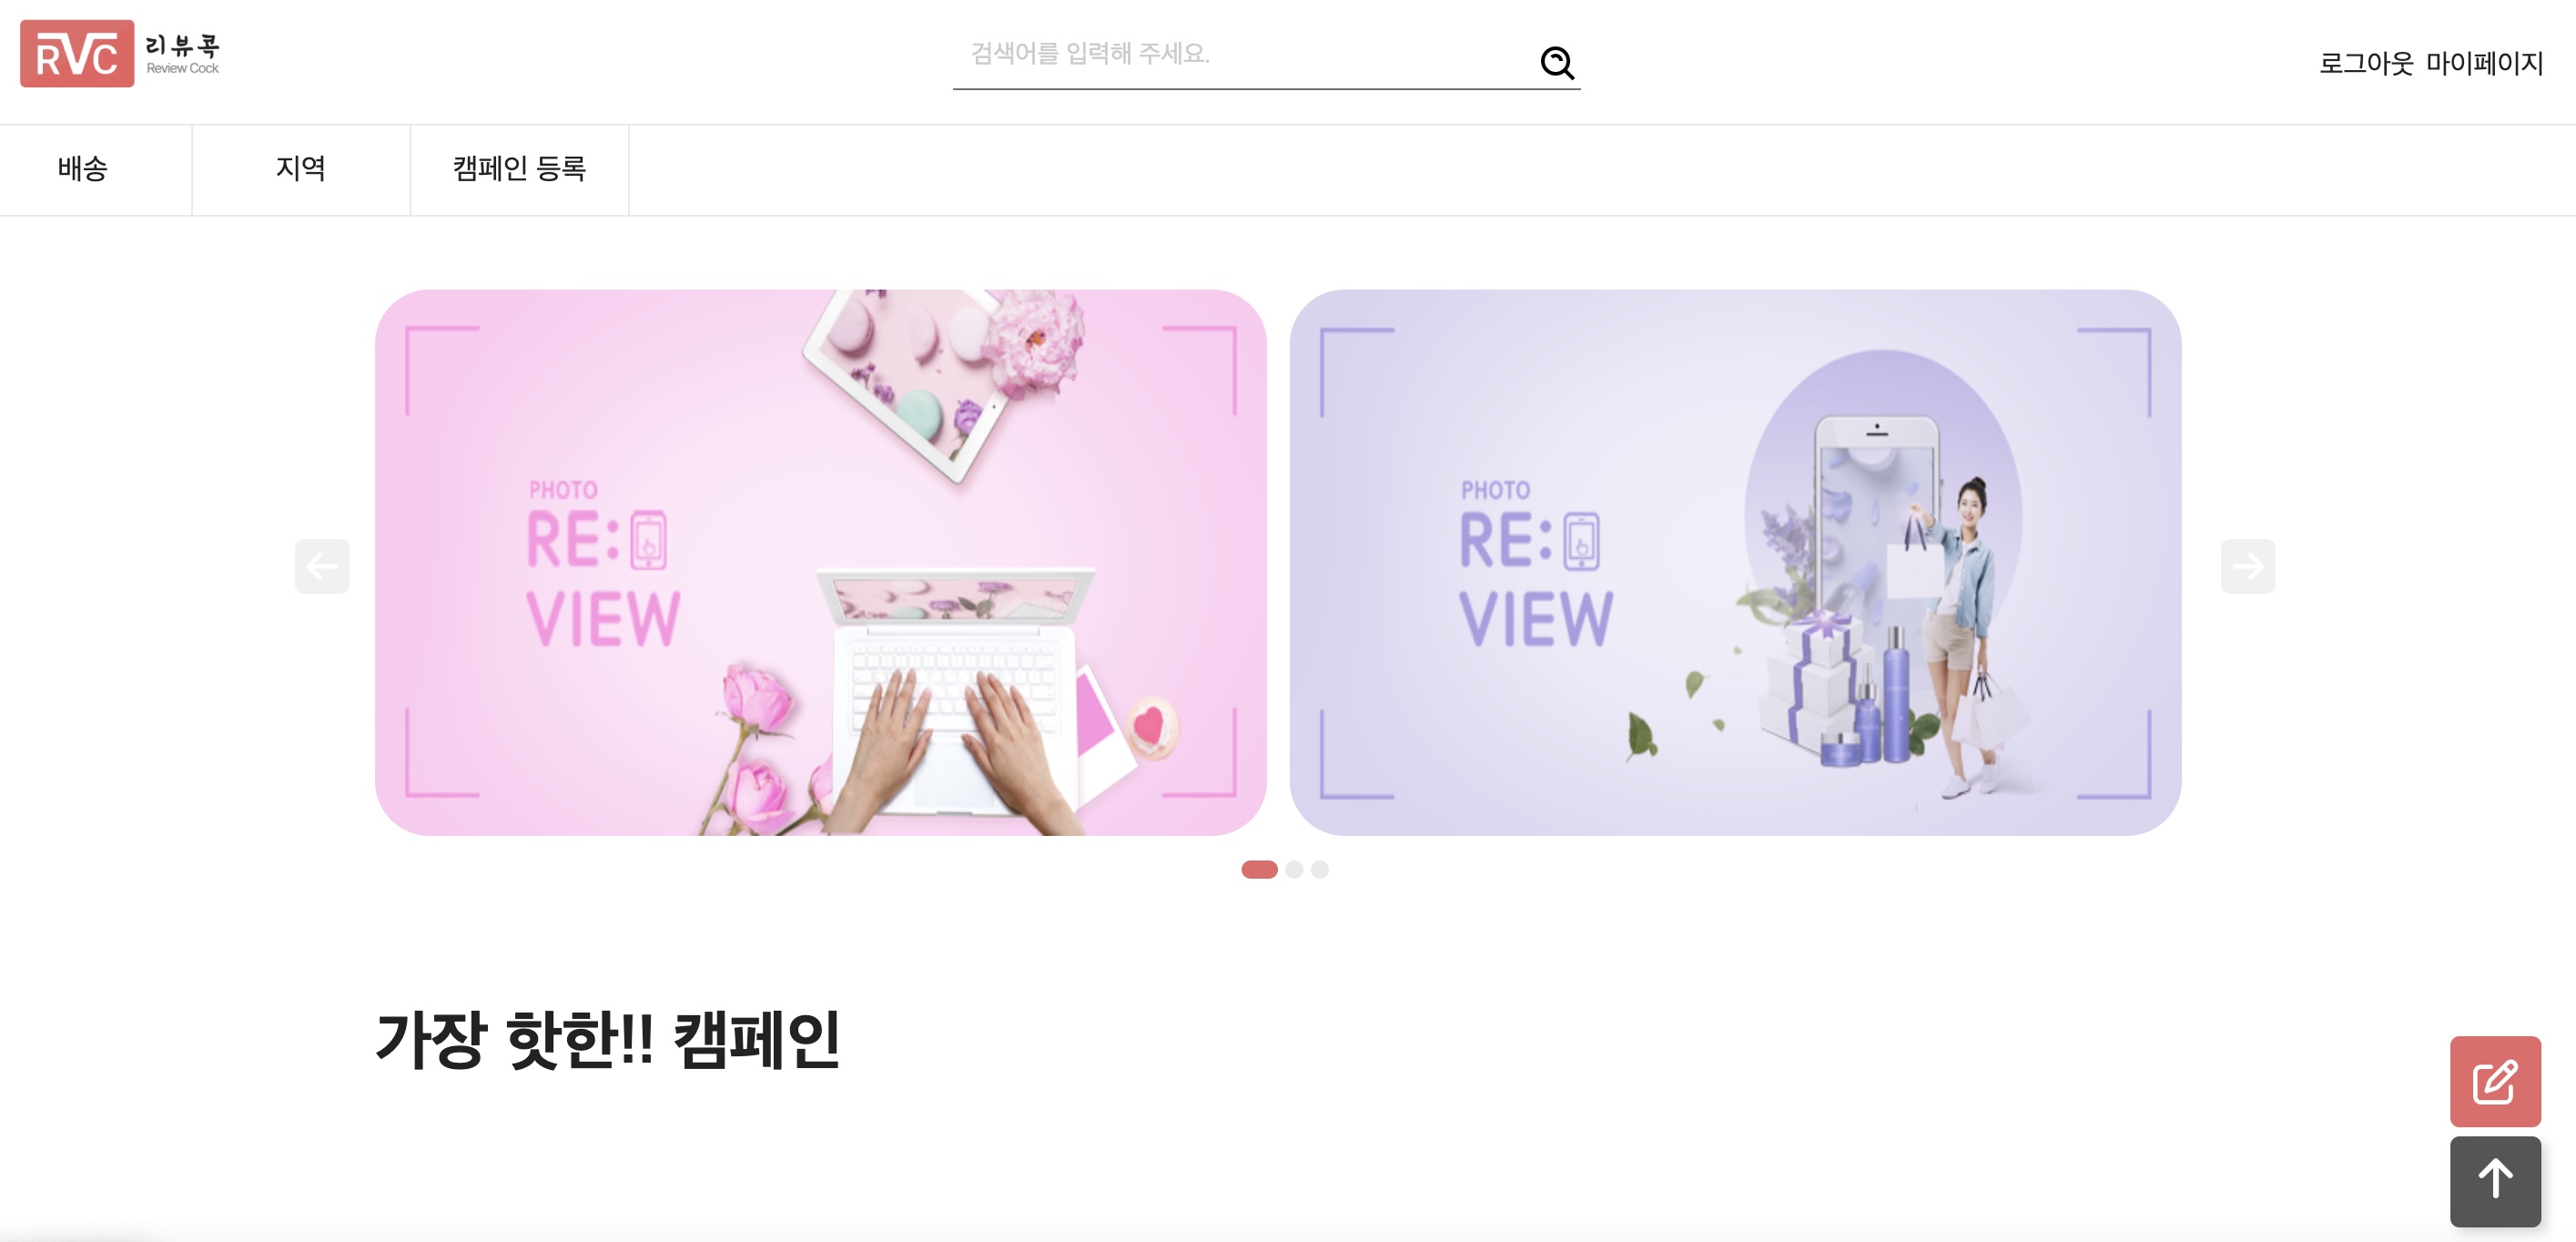 RVC 리뷰콕
Review Cock
검색어를 입력해 주세요.
로그아웃 마이페이지
배송
지역
캠페인 등록
PHOTO
RE:
VIEW
PHOTO
RE:
VIEW
가장 핫한!! 캠페인